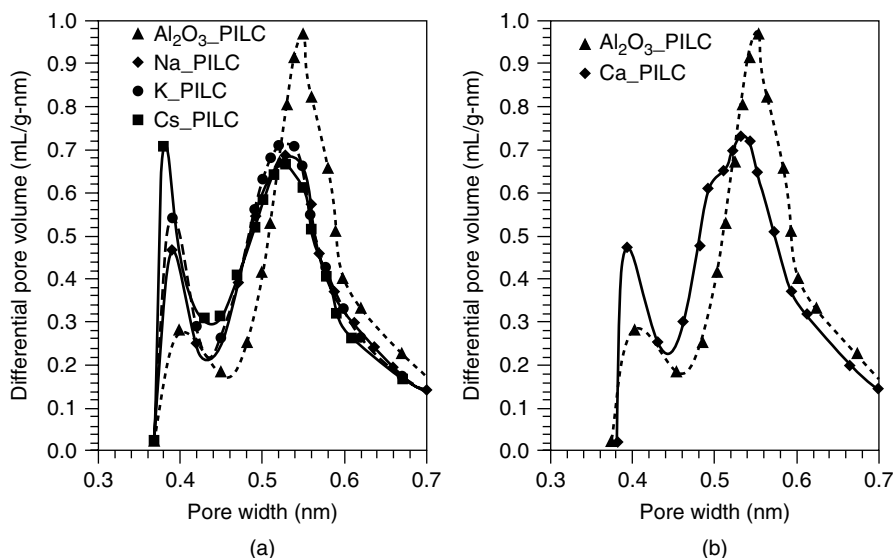 Differential pore volume (mL/g-nm)
1.0
0.9
0.8
0.7
0.6
0.5
0.4
0.3
0.2
0.1
0.0
Al₂O₃_PILC
Na_PILC
K_PILC
Cs_PILC
0.3 0.4 0.5 0.6 0.7
Pore width (nm)
(a)
Differential pore volume (mL/g-nm)
1.0
0.9
0.8
0.7
0.6
0.5
0.4
0.3
0.2
0.1
0.0
Al₂O₃_PILC
Ca_PILC
0.3 0.4 0.5 0.6 0.7
Pore width (nm)
(b)